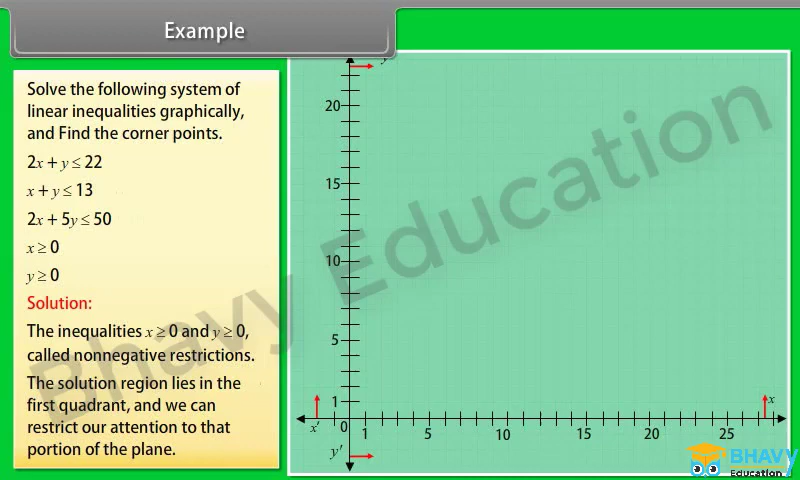 Example
Solve the following system of
linear inequalities graphically,
and Find the corner points.
2x + y ≤ 22
x + y ≤ 13
2x + 5y ≤ 50
x ≥ 0
y ≥ 0
Solution:
The inequalities x ≥ 0 and y ≥ 0,
called nonnegative restrictions.
The solution region lies in the
first quadrant, and we can
restrict our attention to that
portion of the plane.
y
20
15
10
5
1
x' 0 1 5 10 15 20 25 x
y'
Bhavy Education
BHAVY
Education